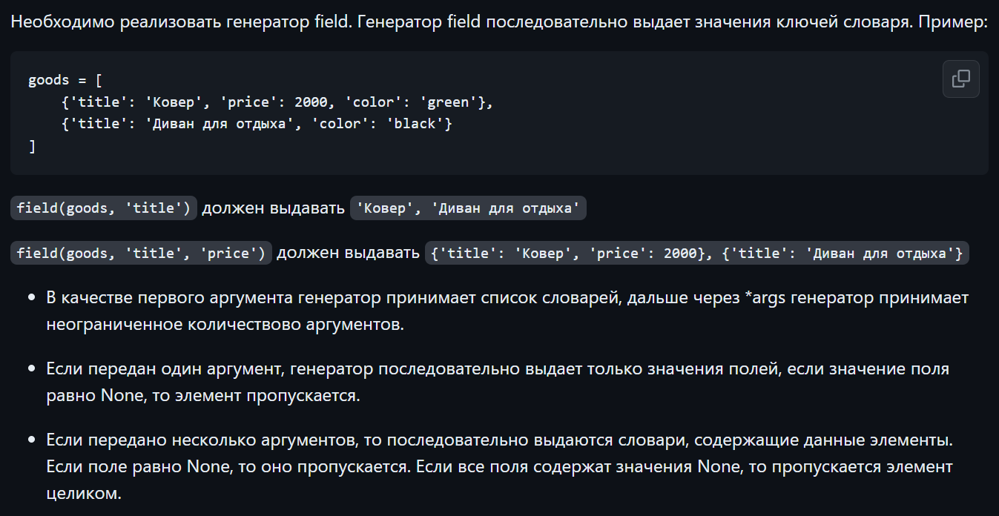 Необходимо реализовать генератор field. Генератор field последовательно выдает значения ключей словаря. Пример:
goods = [
    {'title': 'Ковер', 'price': 2000, 'color': 'green'},
    {'title': 'Диван для отдыха', 'color': 'black'}
]
field(goods, 'title') должен выдавать 'Ковер', 'Диван для отдыха'
field(goods, 'title', 'price') должен выдавать {'title': 'Ковер', 'price': 2000}, {'title': 'Диван для отдыха'}
• В качестве первого аргумента генератор принимает список словарей, дальше через *args генератор принимает
неограниченное количествово аргументов.
• Если передан один аргумент, генератор последовательно выдает только значения полей, если значение поля
равно None, то элемент пропускается.
• Если передано несколько аргументов, то последовательно выдаются словари, содержащие данные элементы.
Если поле равно None, то оно пропускается. Если все поля содержат значения None, то пропускается элемент
целиком.